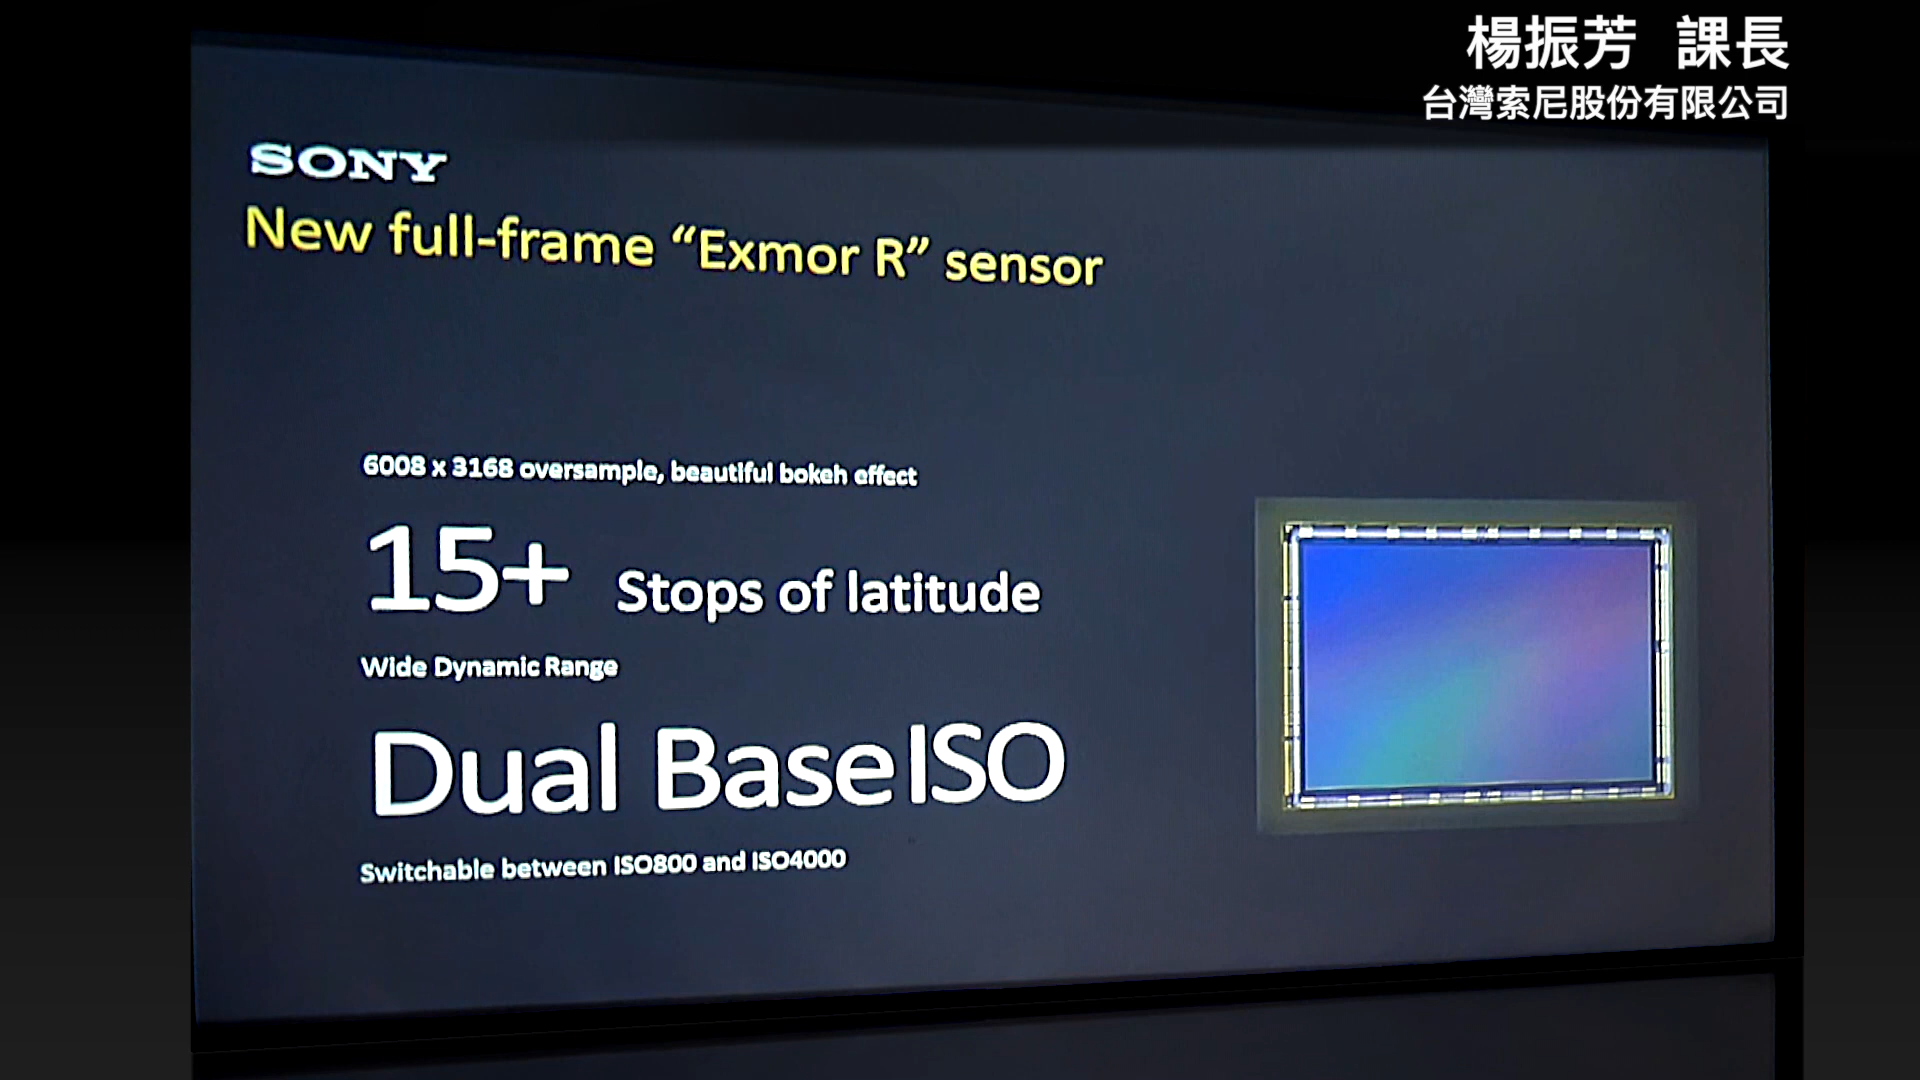 楊振芳 課長
台灣索尼股份有限公司
SONY
New full-frame “Exmor R” sensor
6008 x 3168 oversample, beautiful bokeh effect
15+ Stops of latitude
Wide Dynamic Range
Dual Base ISO
Switchable between ISO800 and ISO4000